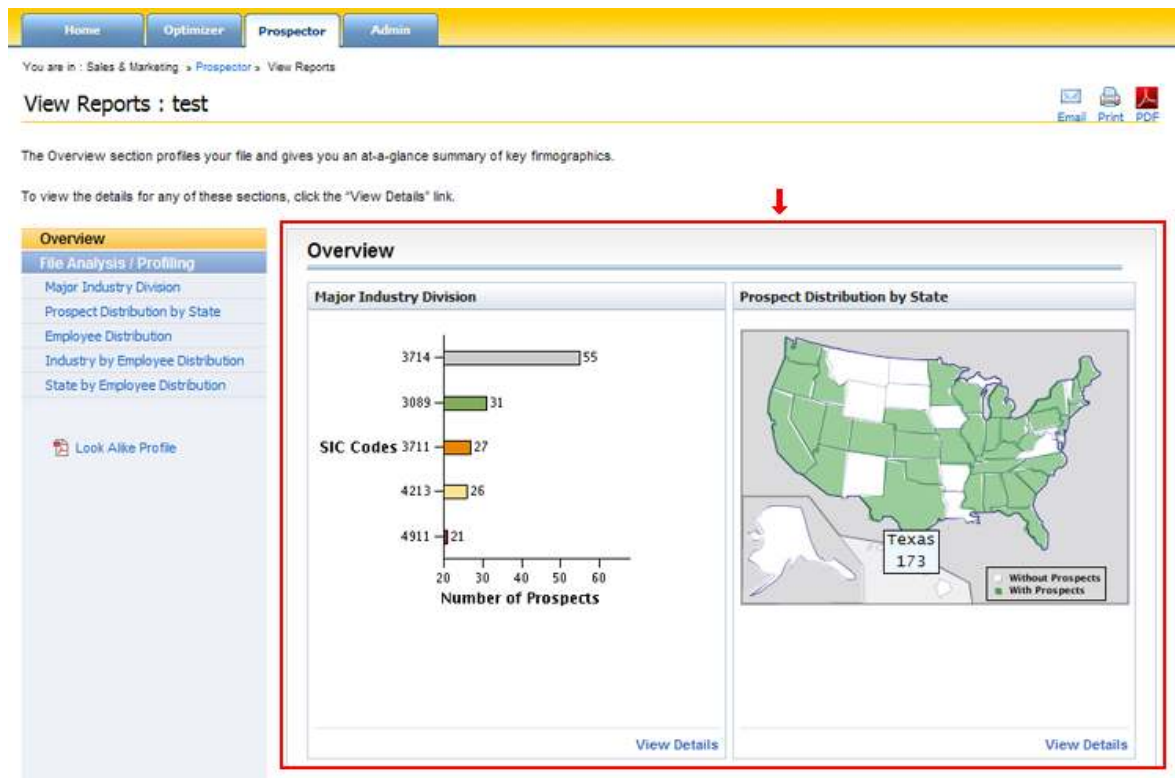 Home Optimizer Prospector Admin
You are in : Sales & Marketing » Prospector » View Reports
View Reports : test
Email Print PDF
The Overview section profiles your file and gives you an at-a-glance summary of key firmographics.
To view the details for any of these sections, click the "View Details" link.
Overview
File Analysis / Profiling
Major Industry Division
Prospect Distribution by State
Employee Distribution
Industry by Employee Distribution
State by Employee Distribution
Look Alike Profile
Overview
Major Industry Division
3714 55
3089 31
SIC Codes 3711 27
4213 26
4911 21
20 30 40 50 60
Number of Prospects
View Details
Prospect Distribution by State
Texas
173
Without Prospects
With Prospects
View Details